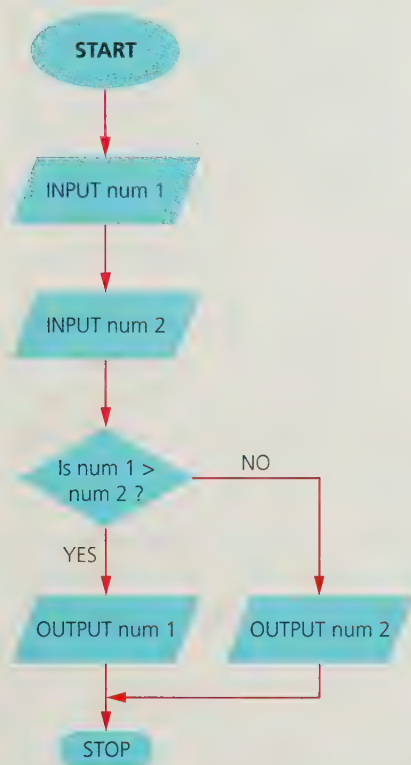 START
INPUT num 1
INPUT num 2
Is num 1 >
num 2 ?
NO
YES
OUTPUT num 1
OUTPUT num 2
STOP